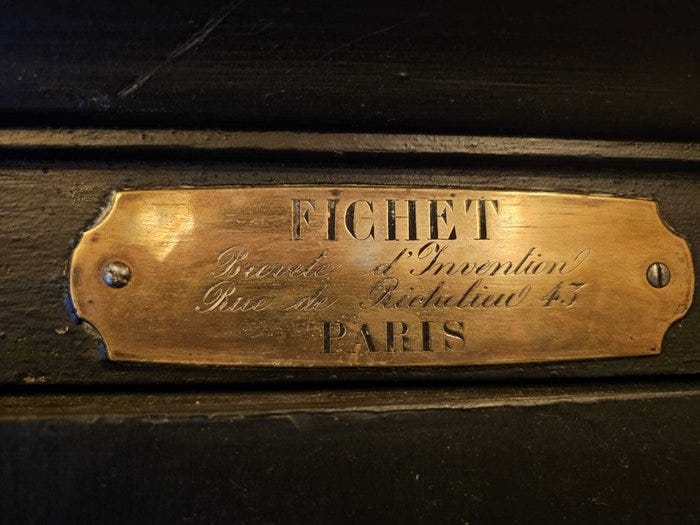 FICHET
Breveté d'Invention
Rue de Richelieu 43
PARIS